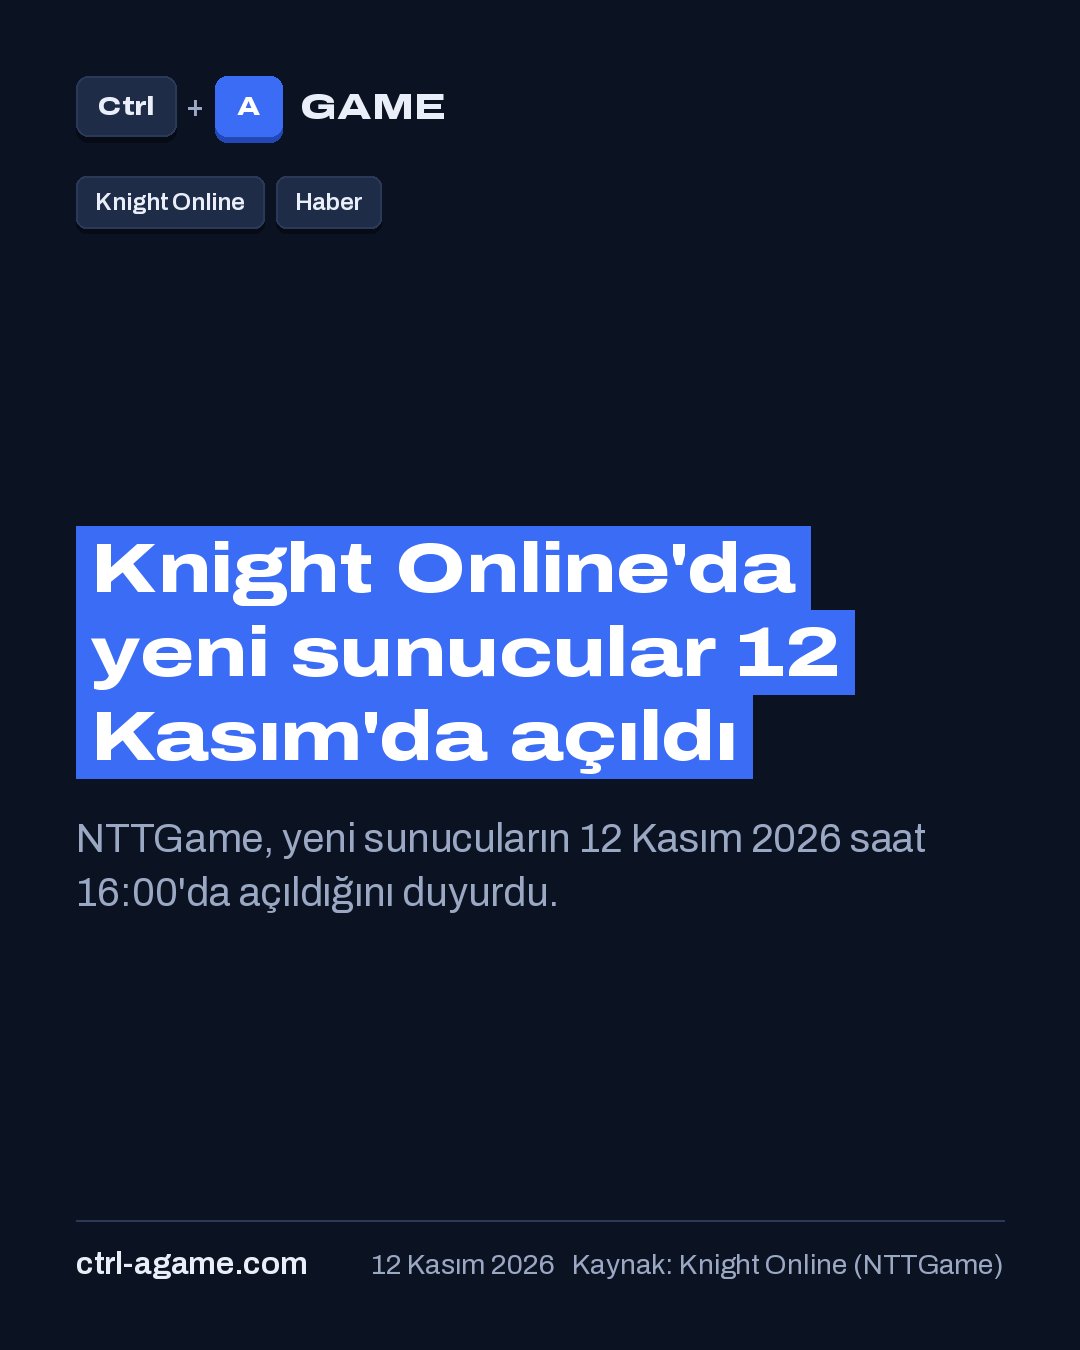 Ctrl + A GAME
Knight Online Haber
Knight Online'da
yeni sunucular 12
Kasım'da açıldı
NTTGame, yeni sunucuların 12 Kasım 2026 saat
16:00'da açıldığını duyurdu.
ctrl-agame.com 12 Kasım 2026 Kaynak: Knight Online (NTTGame)